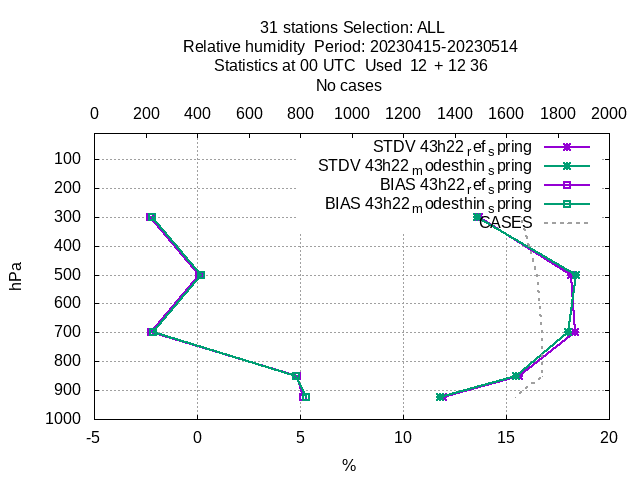 31 stations Selection: ALL
Relative humidity  Period: 20230415-20230514
Statistics at 00 UTC  Used  12  + 12 36
No cases
0 200 400 600 800 1000 1200 1400 1600 1800 2000
STDV 43h22_ref_spring
STDV 43h22_modesthin_spring
BIAS 43h22_ref_spring
BIAS 43h22_modesthin_spring
CASES
100
200
300
400
500
600
700
800
900
1000
hPa
-5 0 5 10 15 20
%